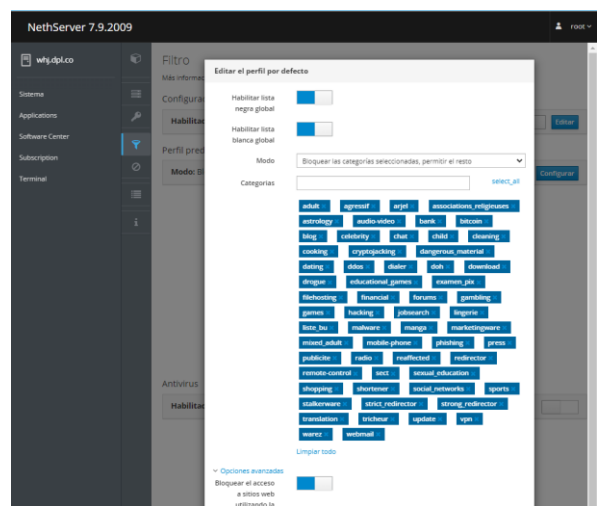 NethServer 7.9.2009
root
whj.dpl.co
Sistema
Applications
Software Center
Subscription
Terminal
Filtro
Más informac
Configurac
Habilitac
Editar
Perfil pred
Modo: Bl
Configurar
Antivirus
Habilitac
Editar el perfil por defecto
Habilitar lista
negra global
Habilitar lista
blanca global
Modo
Bloquear las categorías seleccionadas, permitir el resto
Categorías
select_all
adult agressif arjel associations_religieuses
astrology audio-video bank bitcoin
blog celebrity chat child cleaning
cooking cryptojacking dangerous_material
dating ddos dialer doh download
drogue educational_games examen_pix
filehosting financial forums gambling
games hacking jobsearch lingerie
liste_bu malware manga marketingware
mixed_adult mobile-phone phishing press
publicite radio reaffected redirector
remote-control sect sexual_education
shopping shortener social_networks sports
stalkerware strict_redirector strong_redirector
translation tricheur update vpn
warez webmail
Limpiar todo
Opciones avanzadas
Bloquear el acceso
a sitios web
utilizando la